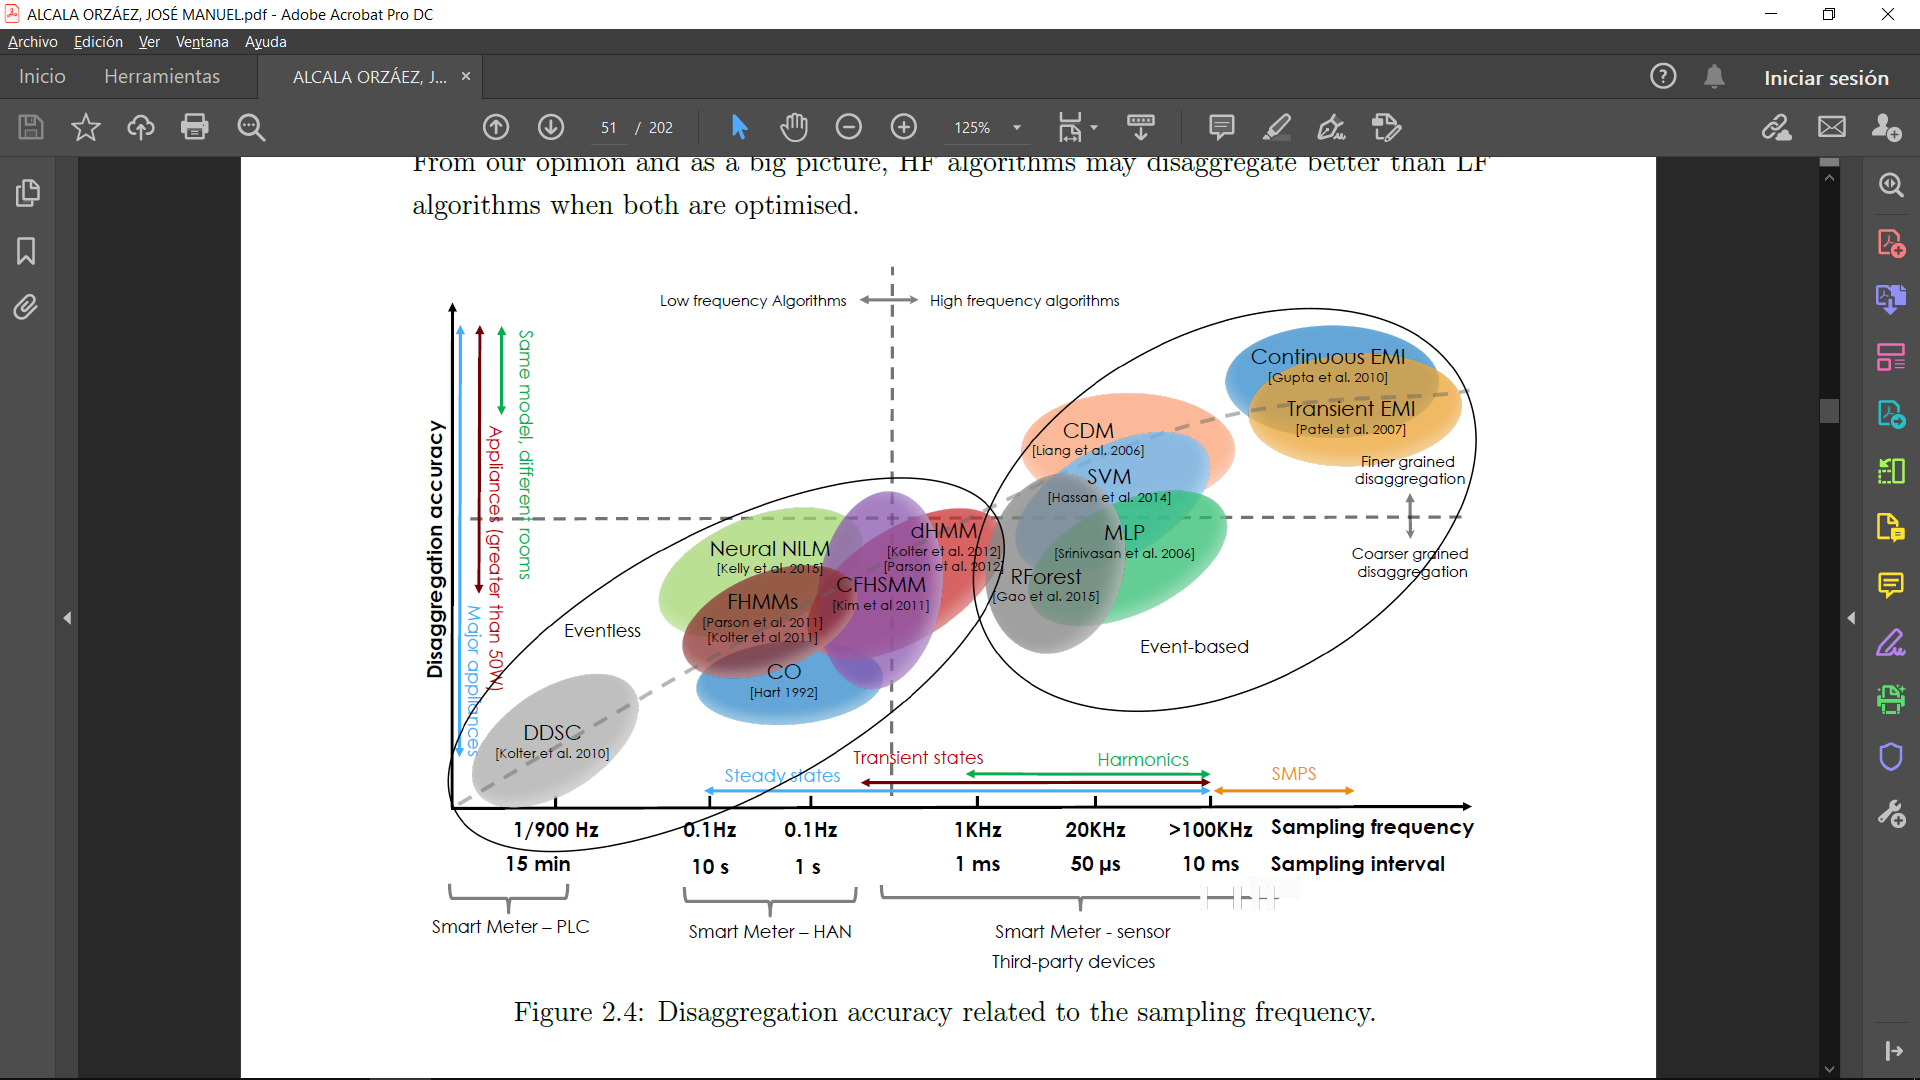 ALCALA ORZÁEZ, JOSÉ MANUEL.pdf - Adobe Acrobat Pro DC
Archivo Edición Ver Ventana Ayuda
Inicio Herramientas ALCALA ORZÁEZ, J... ×
Iniciar sesión
51 / 202
125%
From our opinion and as a big picture, HF algorithms may disaggregate better than LF
algorithms when both are optimised.
Low frequency Algorithms
High frequency algorithms
Disaggregation accuracy
Same model, different rooms
Appliances (greater than 50W)
Major appliances
Continuous EMI
[Gupta et al. 2010]
Transient EMI
[Patel et al. 2007]
CDM
[Liang et al. 2006]
SVM
[Hassan et al. 2014]
Finer grained
disaggregation
Coarser grained
disaggregation
MLP
[Srinivasan et al. 2006]
RForest
[Gao et al. 2015]
Event-based
dHMM
[Kolter et al. 2012]
[Parson et al. 2012]
Neural NILM
[Kelly et al. 2015]
CFHSMM
[Kim et al 2011]
FHMMs
[Parson et al. 2011]
[Kolter et al 2011]
Eventless
CO
[Hart 1992]
DDSC
[Kolter et al. 2010]
Steady states
Transient states
Harmonics
SMPS
1/900 Hz 0.1Hz 0.1Hz 1KHz 20KHz >100KHz Sampling frequency
15 min 10 s 1 s 1 ms 50 µs 10 ms Sampling interval
Smart Meter – PLC
Smart Meter – HAN
Smart Meter - sensor
Third-party devices
Figure 2.4: Disaggregation accuracy related to the sampling frequency.